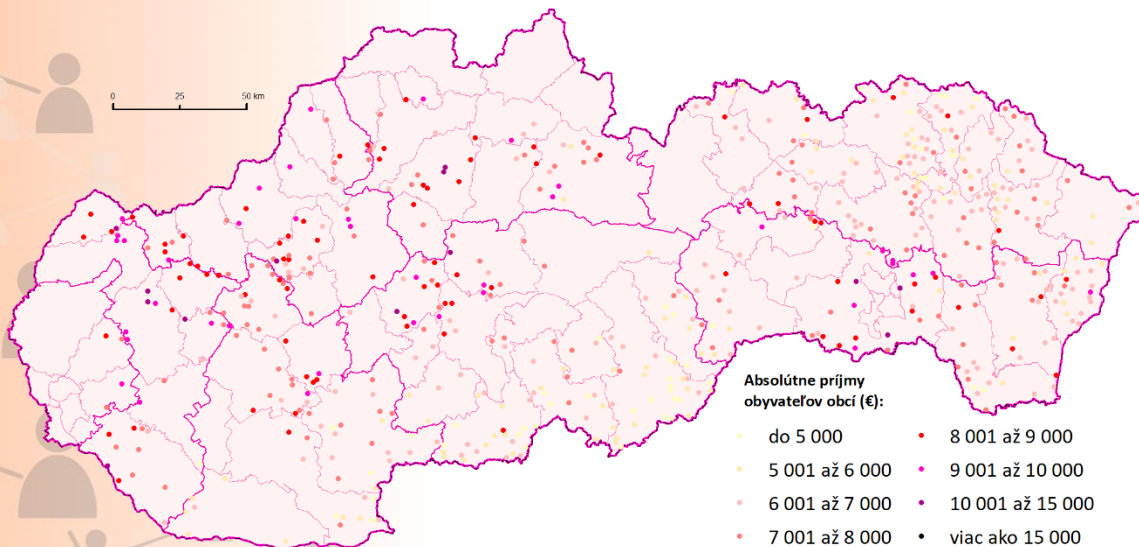 0 25 50 km
Absolútne príjmy
obyvateľov obcí (€):
do 5 000
5 001 až 6 000
6 001 až 7 000
7 001 až 8 000
8 001 až 9 000
9 001 až 10 000
10 001 až 15 000
viac ako 15 000